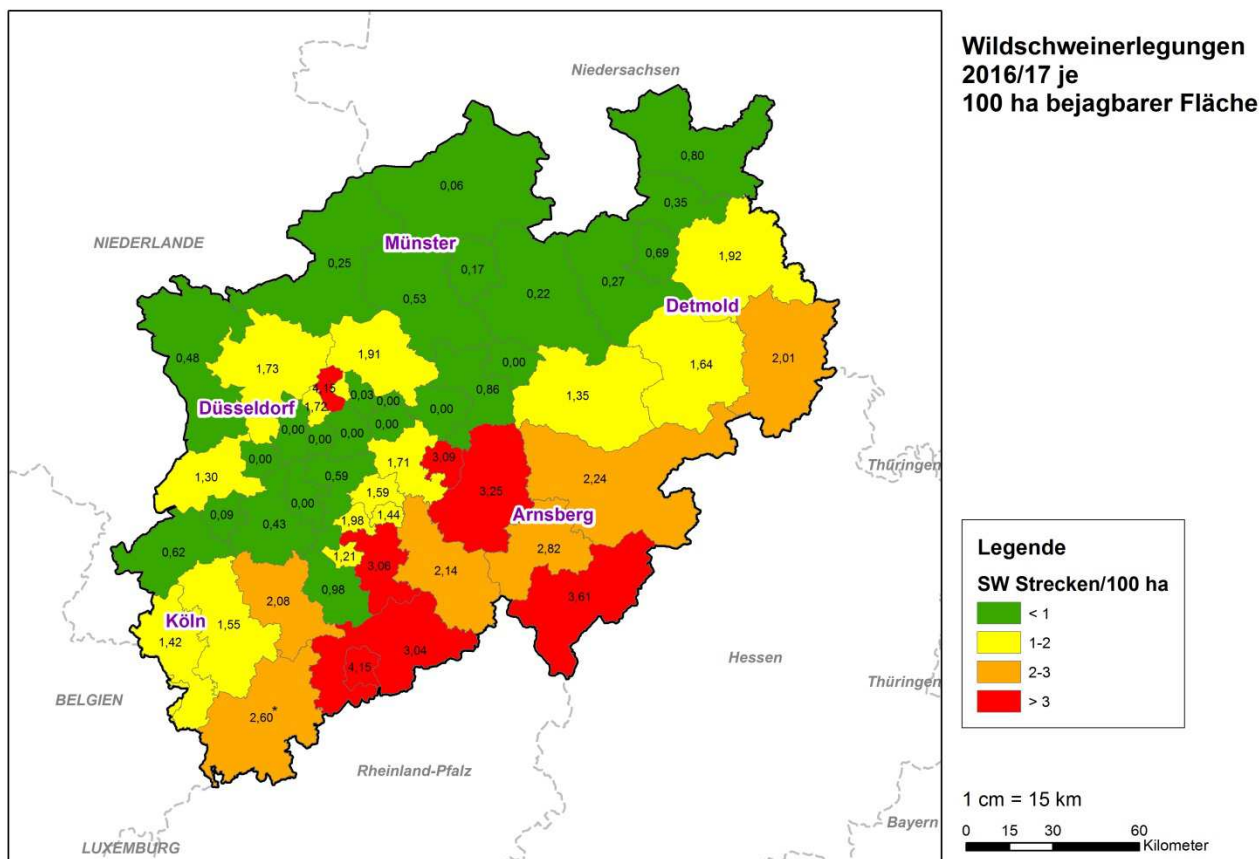 Wildschweinerlegungen
2016/17 je
100 ha bejagbarer Fläche
Niedersachsen
0,80
0,06
0,35
NIEDERLANDE
Münster
0,69
1,92
0,25
0,17
0,27
0,22
0,53
Detmold
0,48
1,73
1,91
0,00
1,64
2,01
4,15
0,03
0,86
1,35
Düsseldorf
1,72
0,00
0,00
0,00
0,00
0,00
0,00
0,00
1,71
3,09
Thüringen
1,30
0,59
2,24
1,59
3,25
0,09
0,00
0,43
1,98
1,44
Arnsberg
0,62
1,21
3,06
2,82
2,14
2,08
0,98
3,61
Köln
1,55
1,42
3,04
Hessen
4,15
Thüringen
BELGIEN
2,60*
Rheinland-Pfalz
Bayern
LUXEMBURG
Legende
SW Strecken/100 ha
< 1
1-2
2-3
> 3
1 cm = 15 km
0 15 30 60
Kilometer